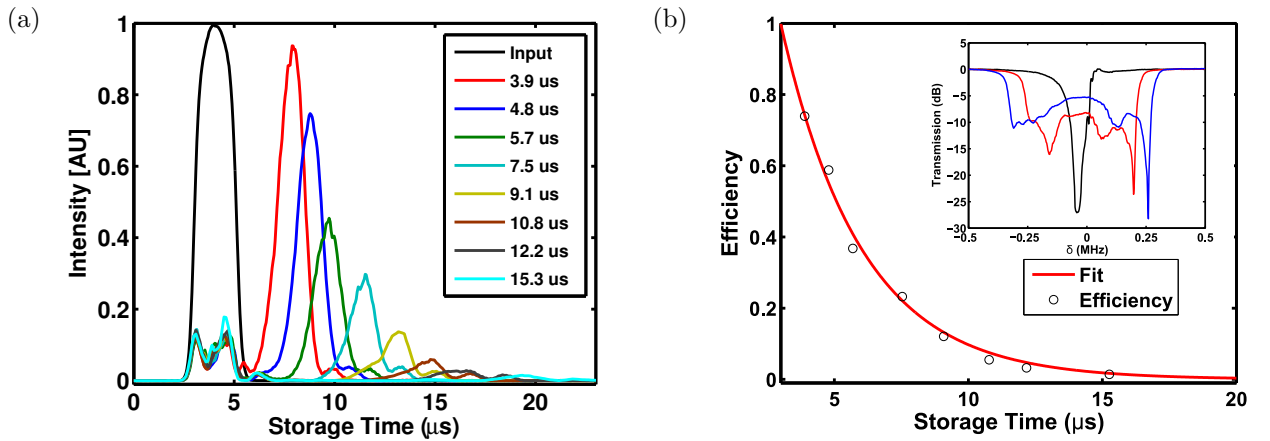 (a)
Intensity [AU]
1
0.8
0.6
0.4
0.2
0
0 5 10 15 20
Storage Time (μs)
Input
3.9 us
4.8 us
5.7 us
7.5 us
9.1 us
10.8 us
12.2 us
15.3 us
(b)
Efficiency
1
0.8
0.6
0.4
0.2
0
5 10 15 20
Storage Time (μs)
Transmission (dB)
5
0
−5
−10
−15
−20
−25
−30
−0.5 −0.25 0 0.25 0.5
δ (MHz)
Fit
Efficiency